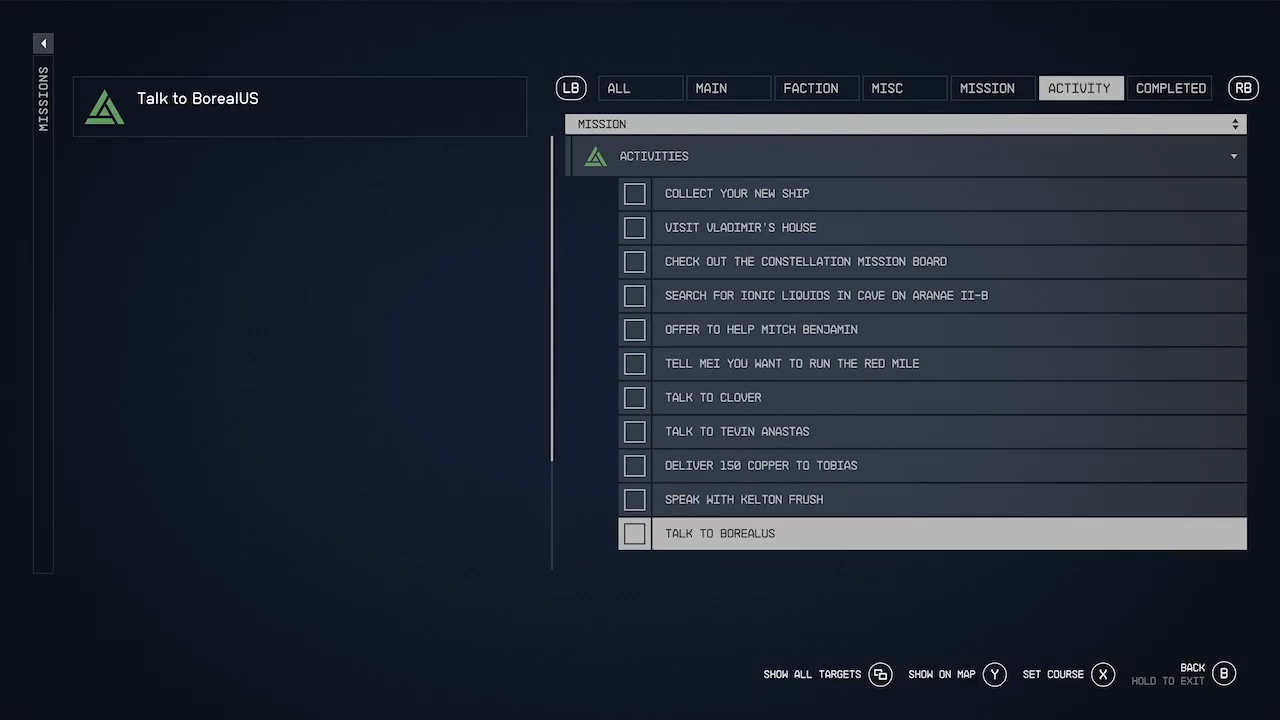 MISSIONS
Talk to BorealUS
LB ALL MAIN FACTION MISC MISSION ACTIVITY COMPLETED RB
MISSION
ACTIVITIES
COLLECT YOUR NEW SHIP
VISIT VLADIMIR'S HOUSE
CHECK OUT THE CONSTELLATION MISSION BOARD
SEARCH FOR IONIC LIQUIDS IN CAVE ON ARANAE II-B
OFFER TO HELP MITCH BENJAMIN
TELL MEI YOU WANT TO RUN THE RED MILE
TALK TO CLOVER
TALK TO TEVIN ANASTAS
DELIVER 150 COPPER TO TOBIAS
SPEAK WITH KELTON FRUSH
TALK TO BOREALUS
SHOW ALL TARGETS SHOW ON MAP Y SET COURSE X BACK B
HOLD TO EXIT